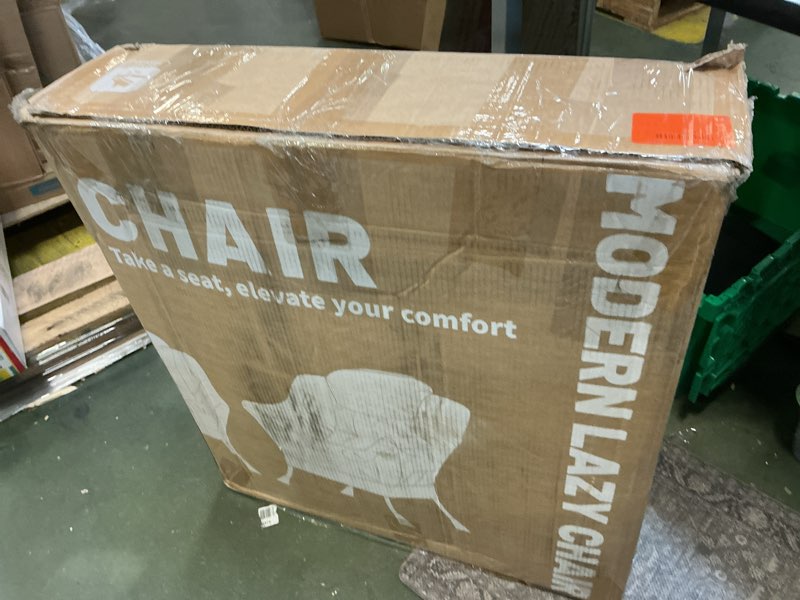 CHAIR
Take a seat, elevate your comfort
MODERN LAZY CHAIR